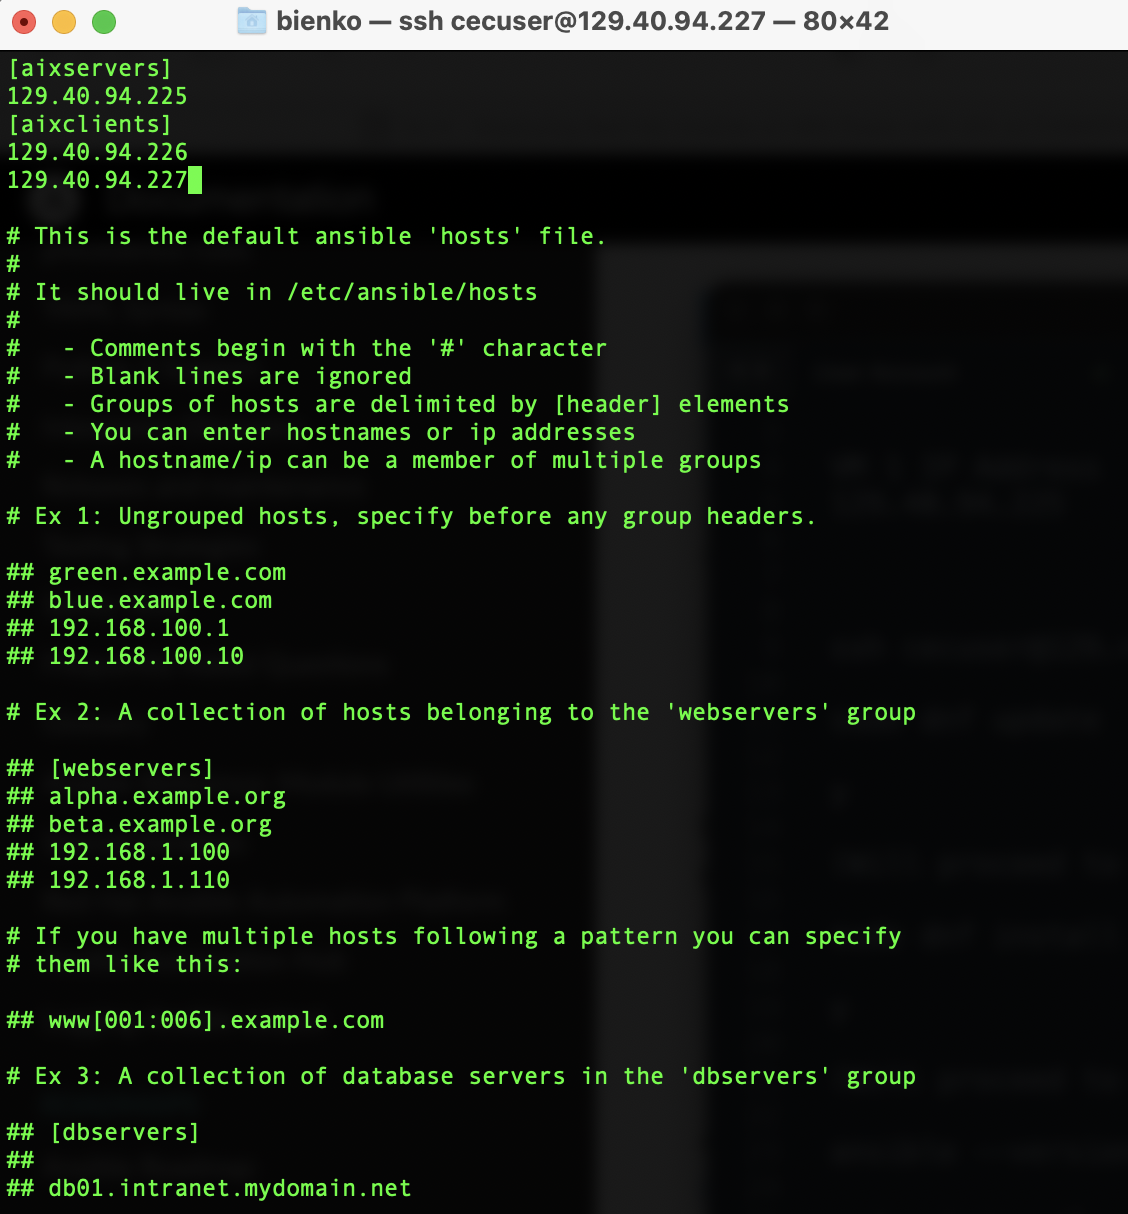 bienko — ssh cecuser@129.40.94.227 — 80×42
[aixservers]
129.40.94.225
[aixclients]
129.40.94.226
129.40.94.227
# This is the default ansible 'hosts' file.
#
# It should live in /etc/ansible/hosts
#
#   - Comments begin with the '#' character
#   - Blank lines are ignored
#   - Groups of hosts are delimited by [header] elements
#   - You can enter hostnames or ip addresses
#   - A hostname/ip can be a member of multiple groups
# Ex 1: Ungrouped hosts, specify before any group headers.
## green.example.com
## blue.example.com
## 192.168.100.1
## 192.168.100.10
# Ex 2: A collection of hosts belonging to the 'webservers' group
## [webservers]
## alpha.example.org
## beta.example.org
## 192.168.1.100
## 192.168.1.110
# If you have multiple hosts following a pattern you can specify
# them like this:
## www[001:006].example.com
# Ex 3: A collection of database servers in the 'dbservers' group
## [dbservers]
##
## db01.intranet.mydomain.net